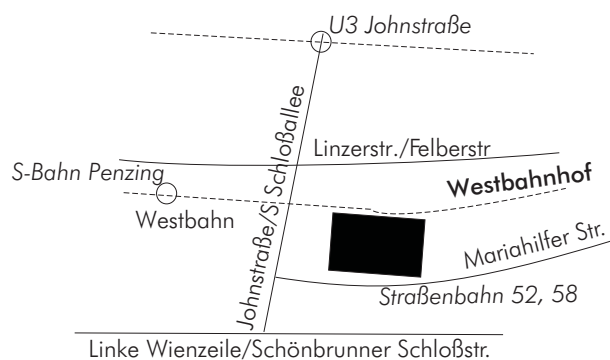 U3 Johnstraße
Linzerstr./Felberstr
S-Bahn Penzing
Westbahnhof
Westbahn
Johnstraße/S Schloßallee
Mariahilfer Str.
Straßenbahn 52, 58
Linke Wienzeile/Schönbrunner Schloßstr.